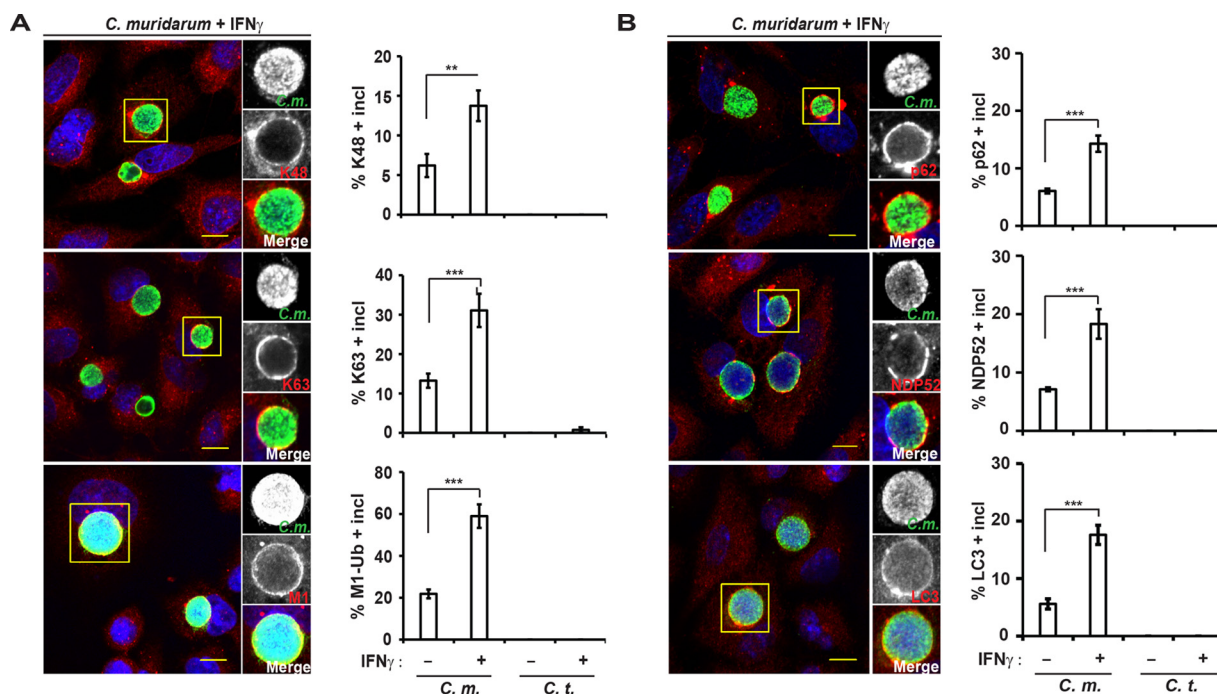 A
C. muridarum + IFNγ
C.m.
K48
Merge
C.m.
K63
Merge
C.m.
M1
Merge
% K48 + incl
20
15
10
5
0
**
% K63 + incl
40
30
20
10
0
***
% M1-Ub + incl
80
60
40
20
0
***
IFNγ : – + – +
C. m. C. t.
B
C. muridarum + IFNγ
C.m.
p62
Merge
C.m.
NDP52
Merge
C.m.
LC3
Merge
% p62 + incl
30
20
10
0
***
% NDP52 + incl
30
20
10
0
***
% LC3 + incl
30
20
10
0
***
IFNγ : – + – +
C. m. C. t.